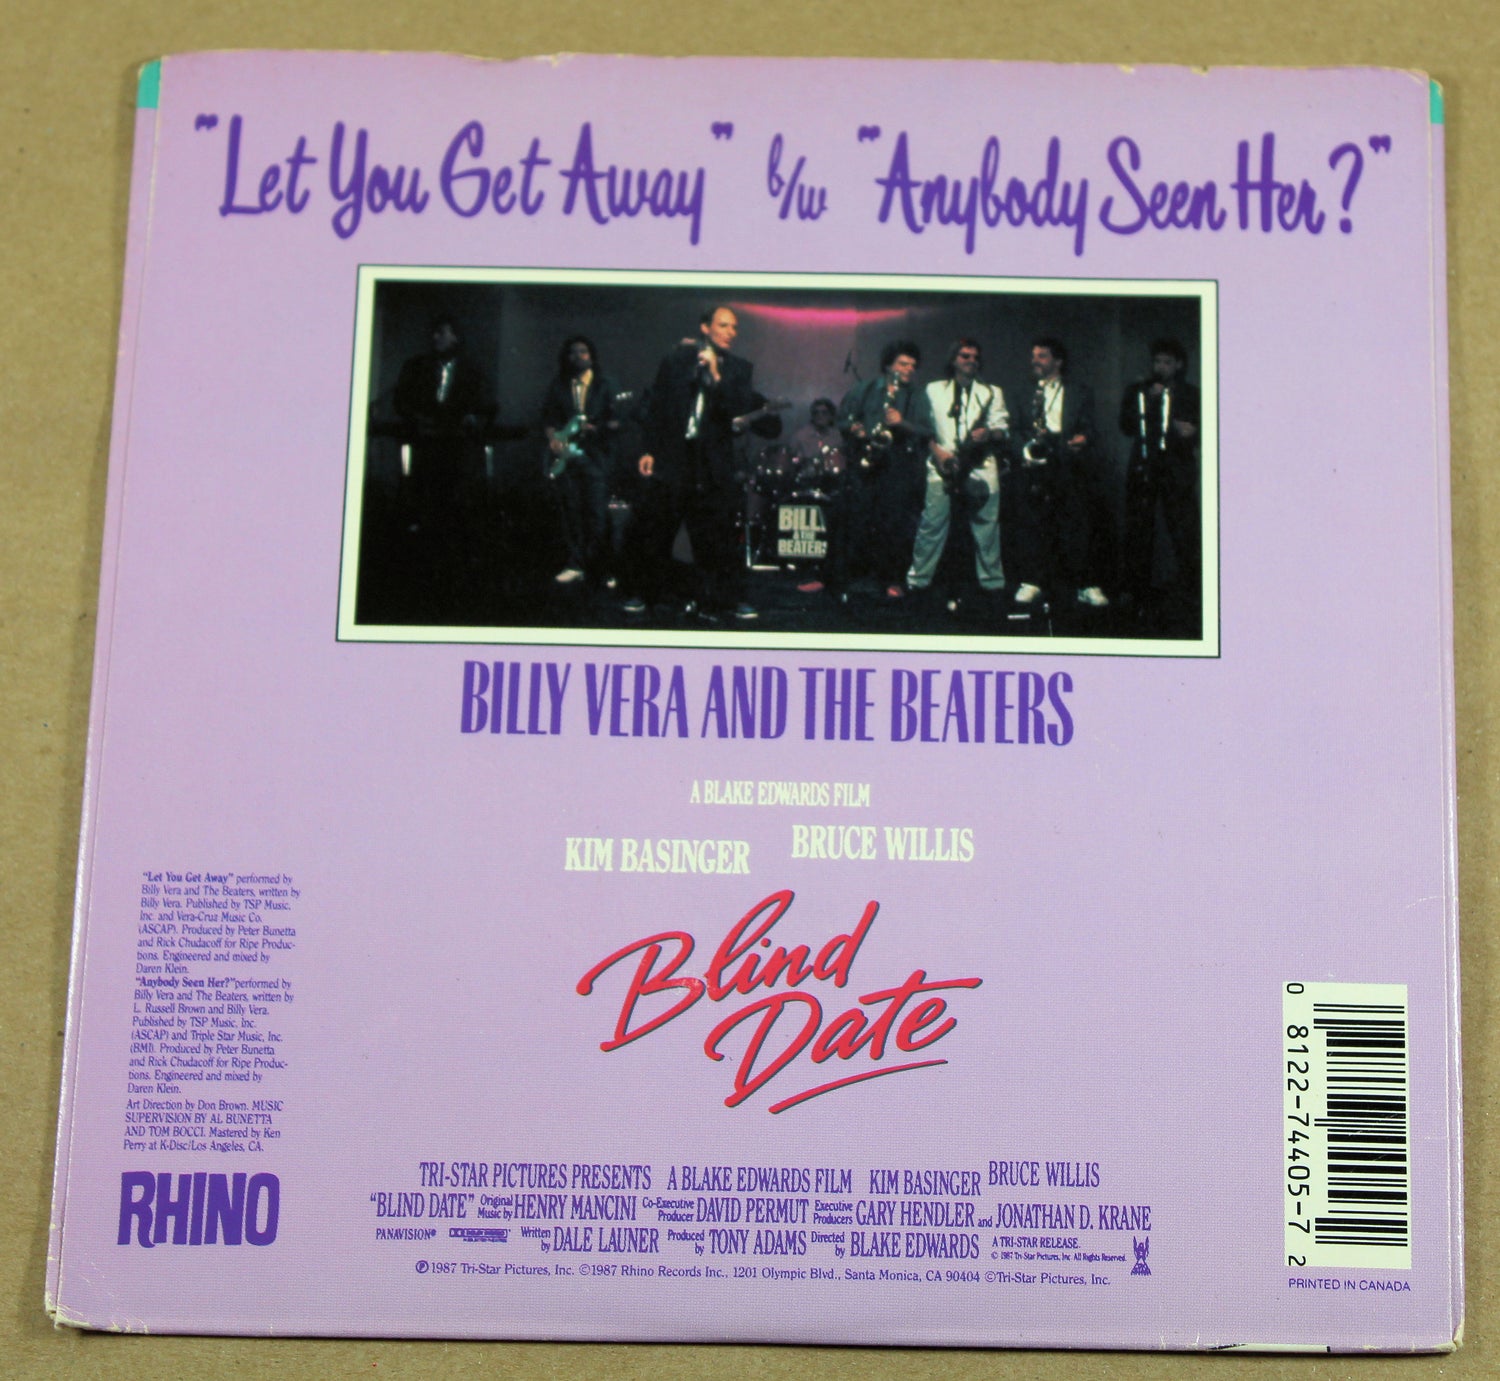 "Let You Get Away" b/w "Anybody Seen Her?"
BILL
& THE
BEATERS
BILLY VERA AND THE BEATERS
A BLAKE EDWARDS FILM
KIM BASINGER BRUCE WILLIS
Blind
Date
"Let You Get Away" performed by
Billy Vera and The Beaters, written by
Billy Vera. Published by TSP Music,
Inc. and Vera-Cruz Music Co.
(ASCAP). Produced by Peter Bunetta
and Rick Chudacoff for Ripe Produc-
tions. Engineered and mixed by
Daren Klein.
"Anybody Seen Her?" performed by
Billy Vera and The Beaters, written by
L. Russell Brown and Billy Vera.
Published by TSP Music, Inc.
(ASCAP) and Triple Star Music, Inc.
(BMI). Produced by Peter Bunetta
and Rick Chudacoff for Ripe Produc-
tions. Engineered and mixed by
Daren Klein.
Art Direction by Don Brown. MUSIC
SUPERVISION BY AL BUNETTA
AND TOM BOCCI. Mastered by Ken
Perry at K-Disc/Los Angeles, CA.
RHINO
TRI-STAR PICTURES PRESENTS A BLAKE EDWARDS FILM KIM BASINGER BRUCE WILLIS
"BLIND DATE" Original Music by HENRY MANCINI Co-Executive Producer DAVID PERMUT Executive Producers GARY HENDLER and JONATHAN D. KRANE
PANAVISION® Written by DALE LAUNER Produced by TONY ADAMS Directed by BLAKE EDWARDS A TRI-STAR RELEASE.
© 1987 Tri-Star Pictures, Inc. All Rights Reserved.
℗1987 Tri-Star Pictures, Inc. ©1987 Rhino Records Inc., 1201 Olympic Blvd., Santa Monica, CA 90404 ©Tri-Star Pictures, Inc.
0 8122-74405-7 2
PRINTED IN CANADA